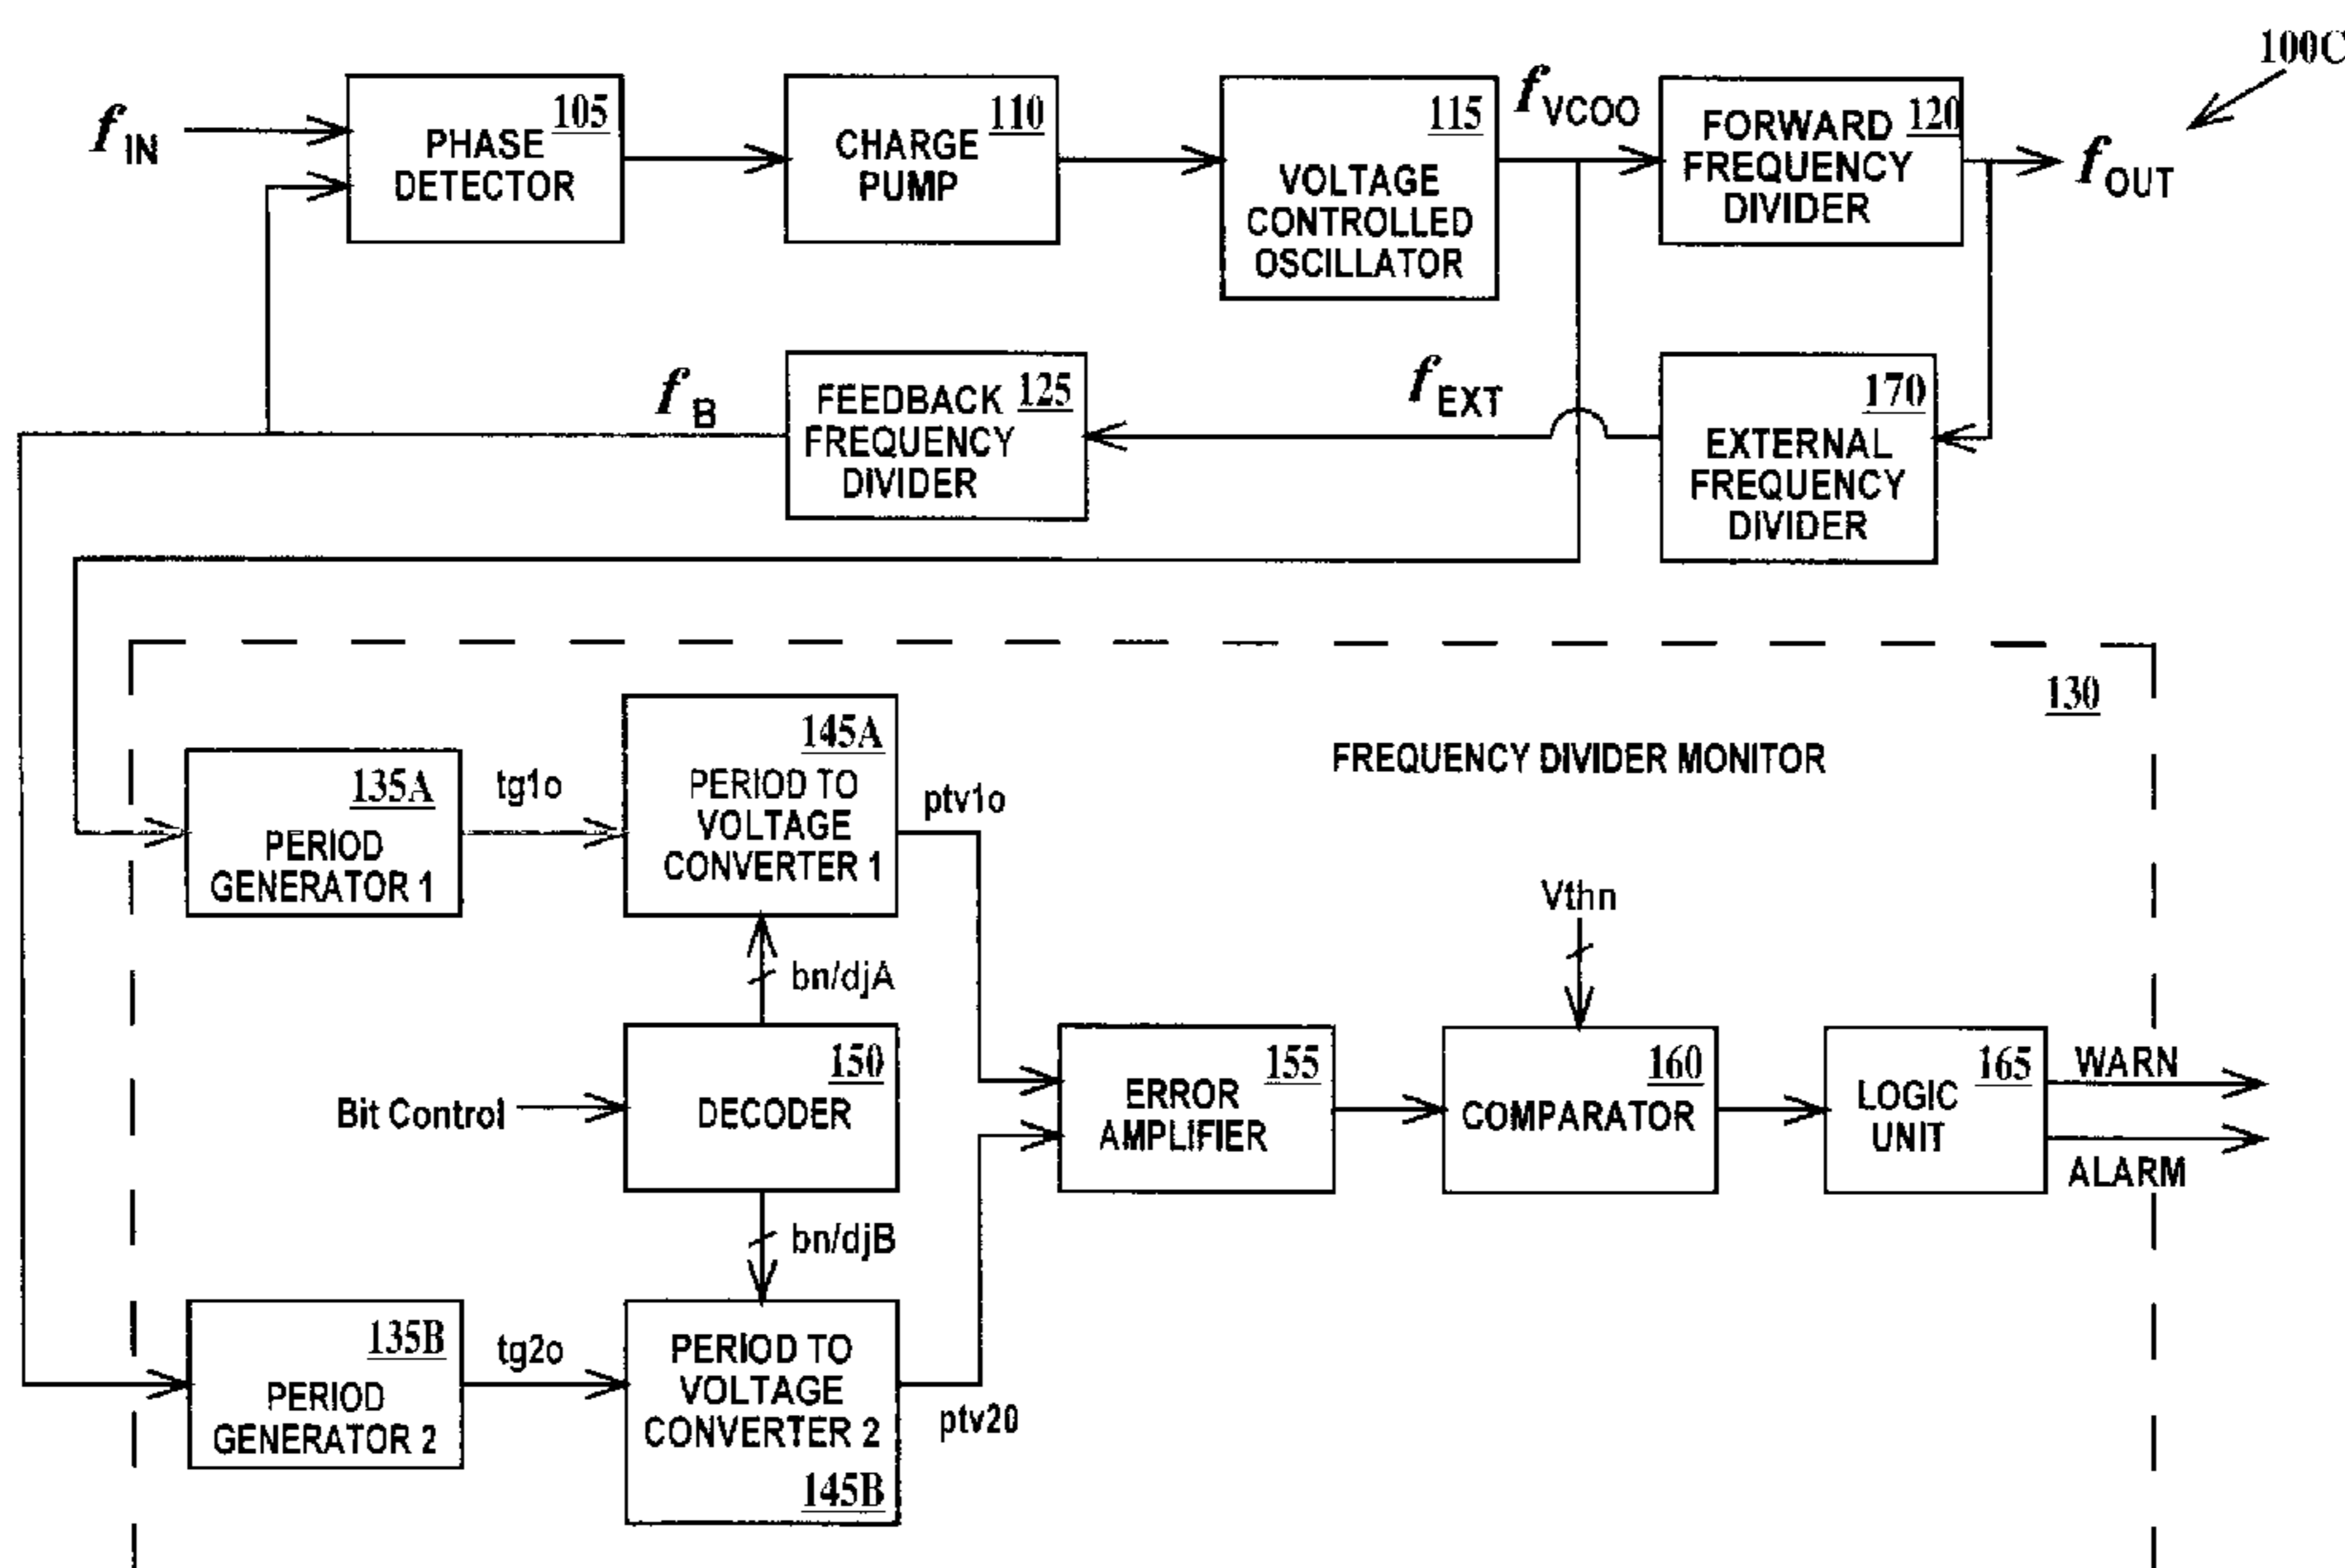 100C
f IN
105
PHASE
DETECTOR
110
CHARGE
PUMP
115
VOLTAGE
CONTROLLED
OSCILLATOR
f VCOO
120
FORWARD
FREQUENCY
DIVIDER
f OUT
f B
125
FEEDBACK
FREQUENCY
DIVIDER
f EXT
170
EXTERNAL
FREQUENCY
DIVIDER
130
FREQUENCY DIVIDER MONITOR
135A
PERIOD
GENERATOR 1
tg1o
145A
PERIOD TO
VOLTAGE
CONVERTER 1
ptv1o
bn/djA
Vthn
Bit Control
150
DECODER
155
ERROR
AMPLIFIER
160
COMPARATOR
165
LOGIC
UNIT
WARN
ALARM
bn/djB
135B
PERIOD
GENERATOR 2
tg2o
PERIOD TO
VOLTAGE
CONVERTER 2
145B
ptv20